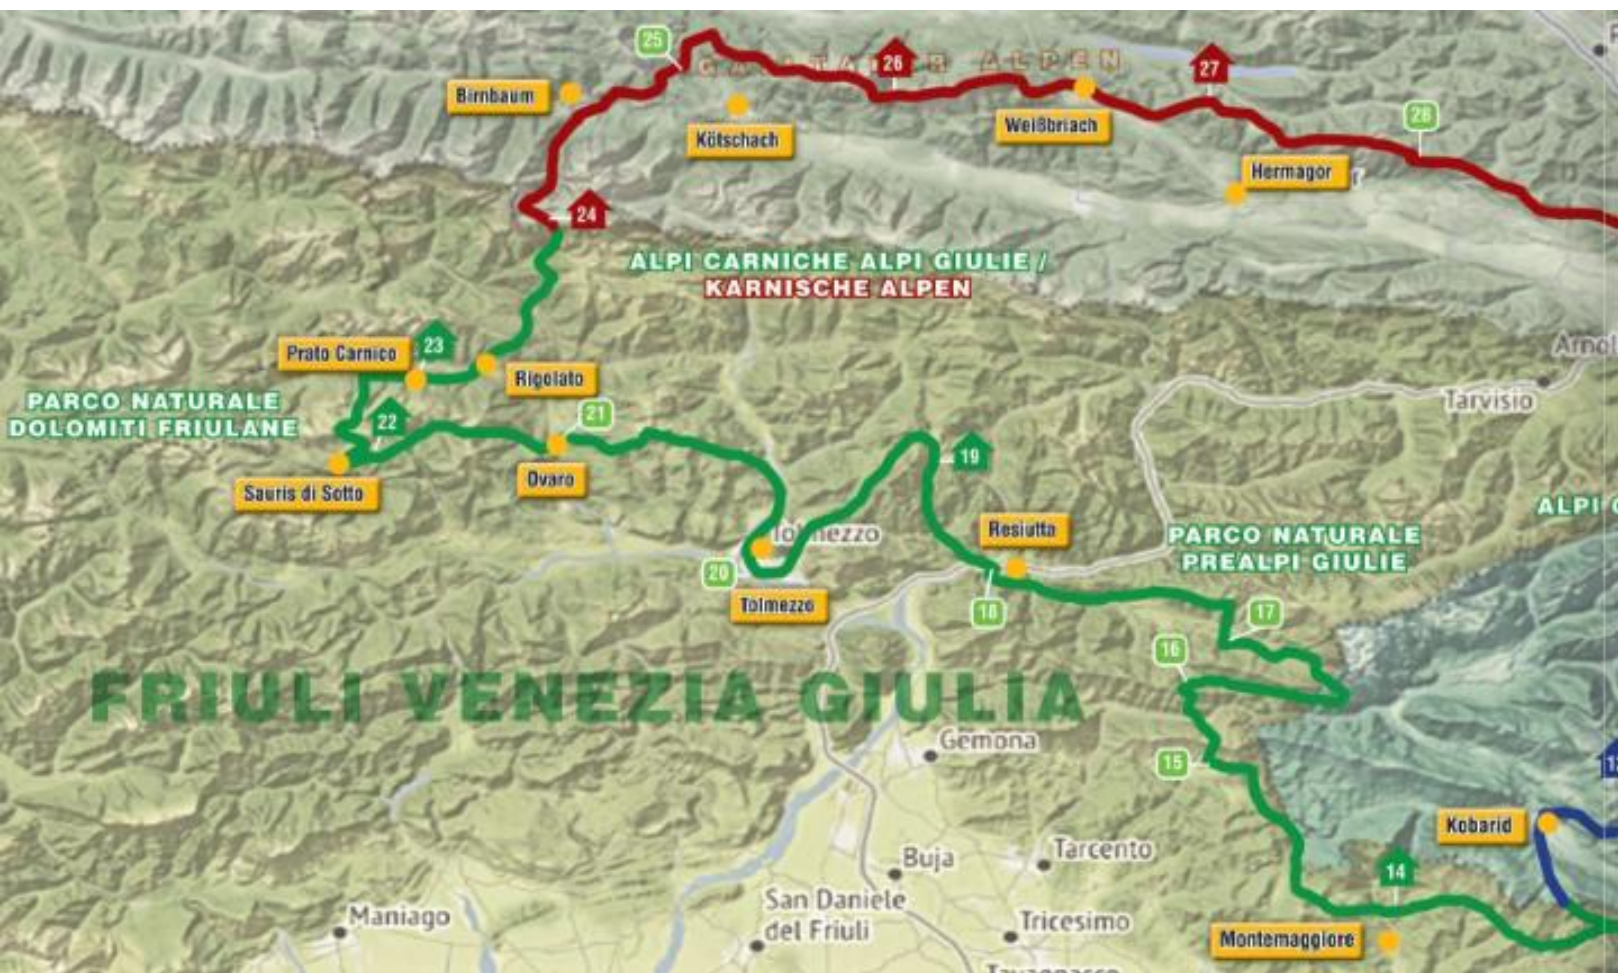 25
GAILTALER ALPEN
26
27
Birnbaum
Kötschach
Weißbriach
28
Hermagor
24
ALPI CARNICHE ALPI GIULIE /
KARNISCHE ALPEN
Prato Carnico
23
Rigolato
Tarvisio
PARCO NATURALE
DOLOMITI FRIULANE
22
21
19
Ovaro
Sauris di Sotto
Resiutta
Tolmezzo
PARCO NATURALE
PREALPI GIULIE
20
Tolmezzo
18
17
16
FRIULI VENEZIA GIULIA
Gemona
15
Kobarid
Buja
Tarcento
14
San Daniele
del Friuli
Maniago
Tricesimo
Montemaggiore